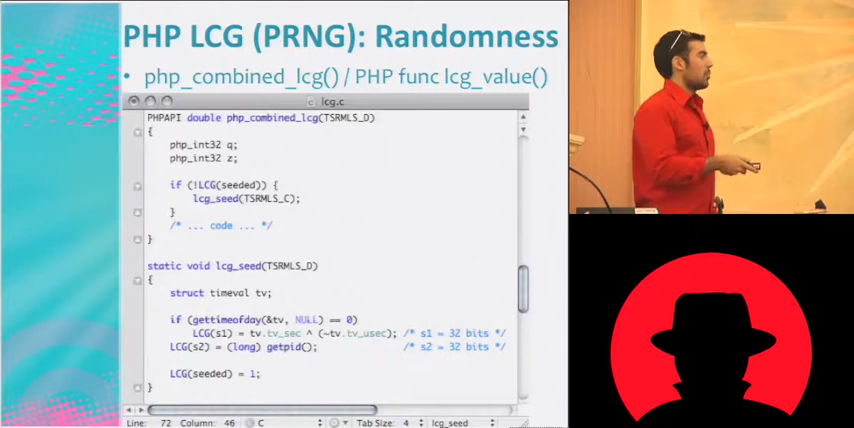 PHP LCG (PRNG): Randomness
• php_combined_lcg() / PHP func lcg_value()
lcg.c
PHPAPI double php_combined_lcg(TSRMLS_D)
{
php_int32 q;
php_int32 z;
if (!LCG(seeded)) {
lcg_seed(TSRMLS_C);
}
/* ... code ... */
}
static void lcg_seed(TSRMLS_D)
{
struct timeval tv;
if (gettimeofday(&tv, NULL) == 0)
LCG(s1) = tv.tv_sec ^ (~tv.tv_usec); /* s1 = 32 bits */
LCG(s2) = (long) getpid(); /* s2 = 32 bits */
LCG(seeded) = 1;
}
Line: 72 Column: 46 C Tab Size: 4 lcg_seed